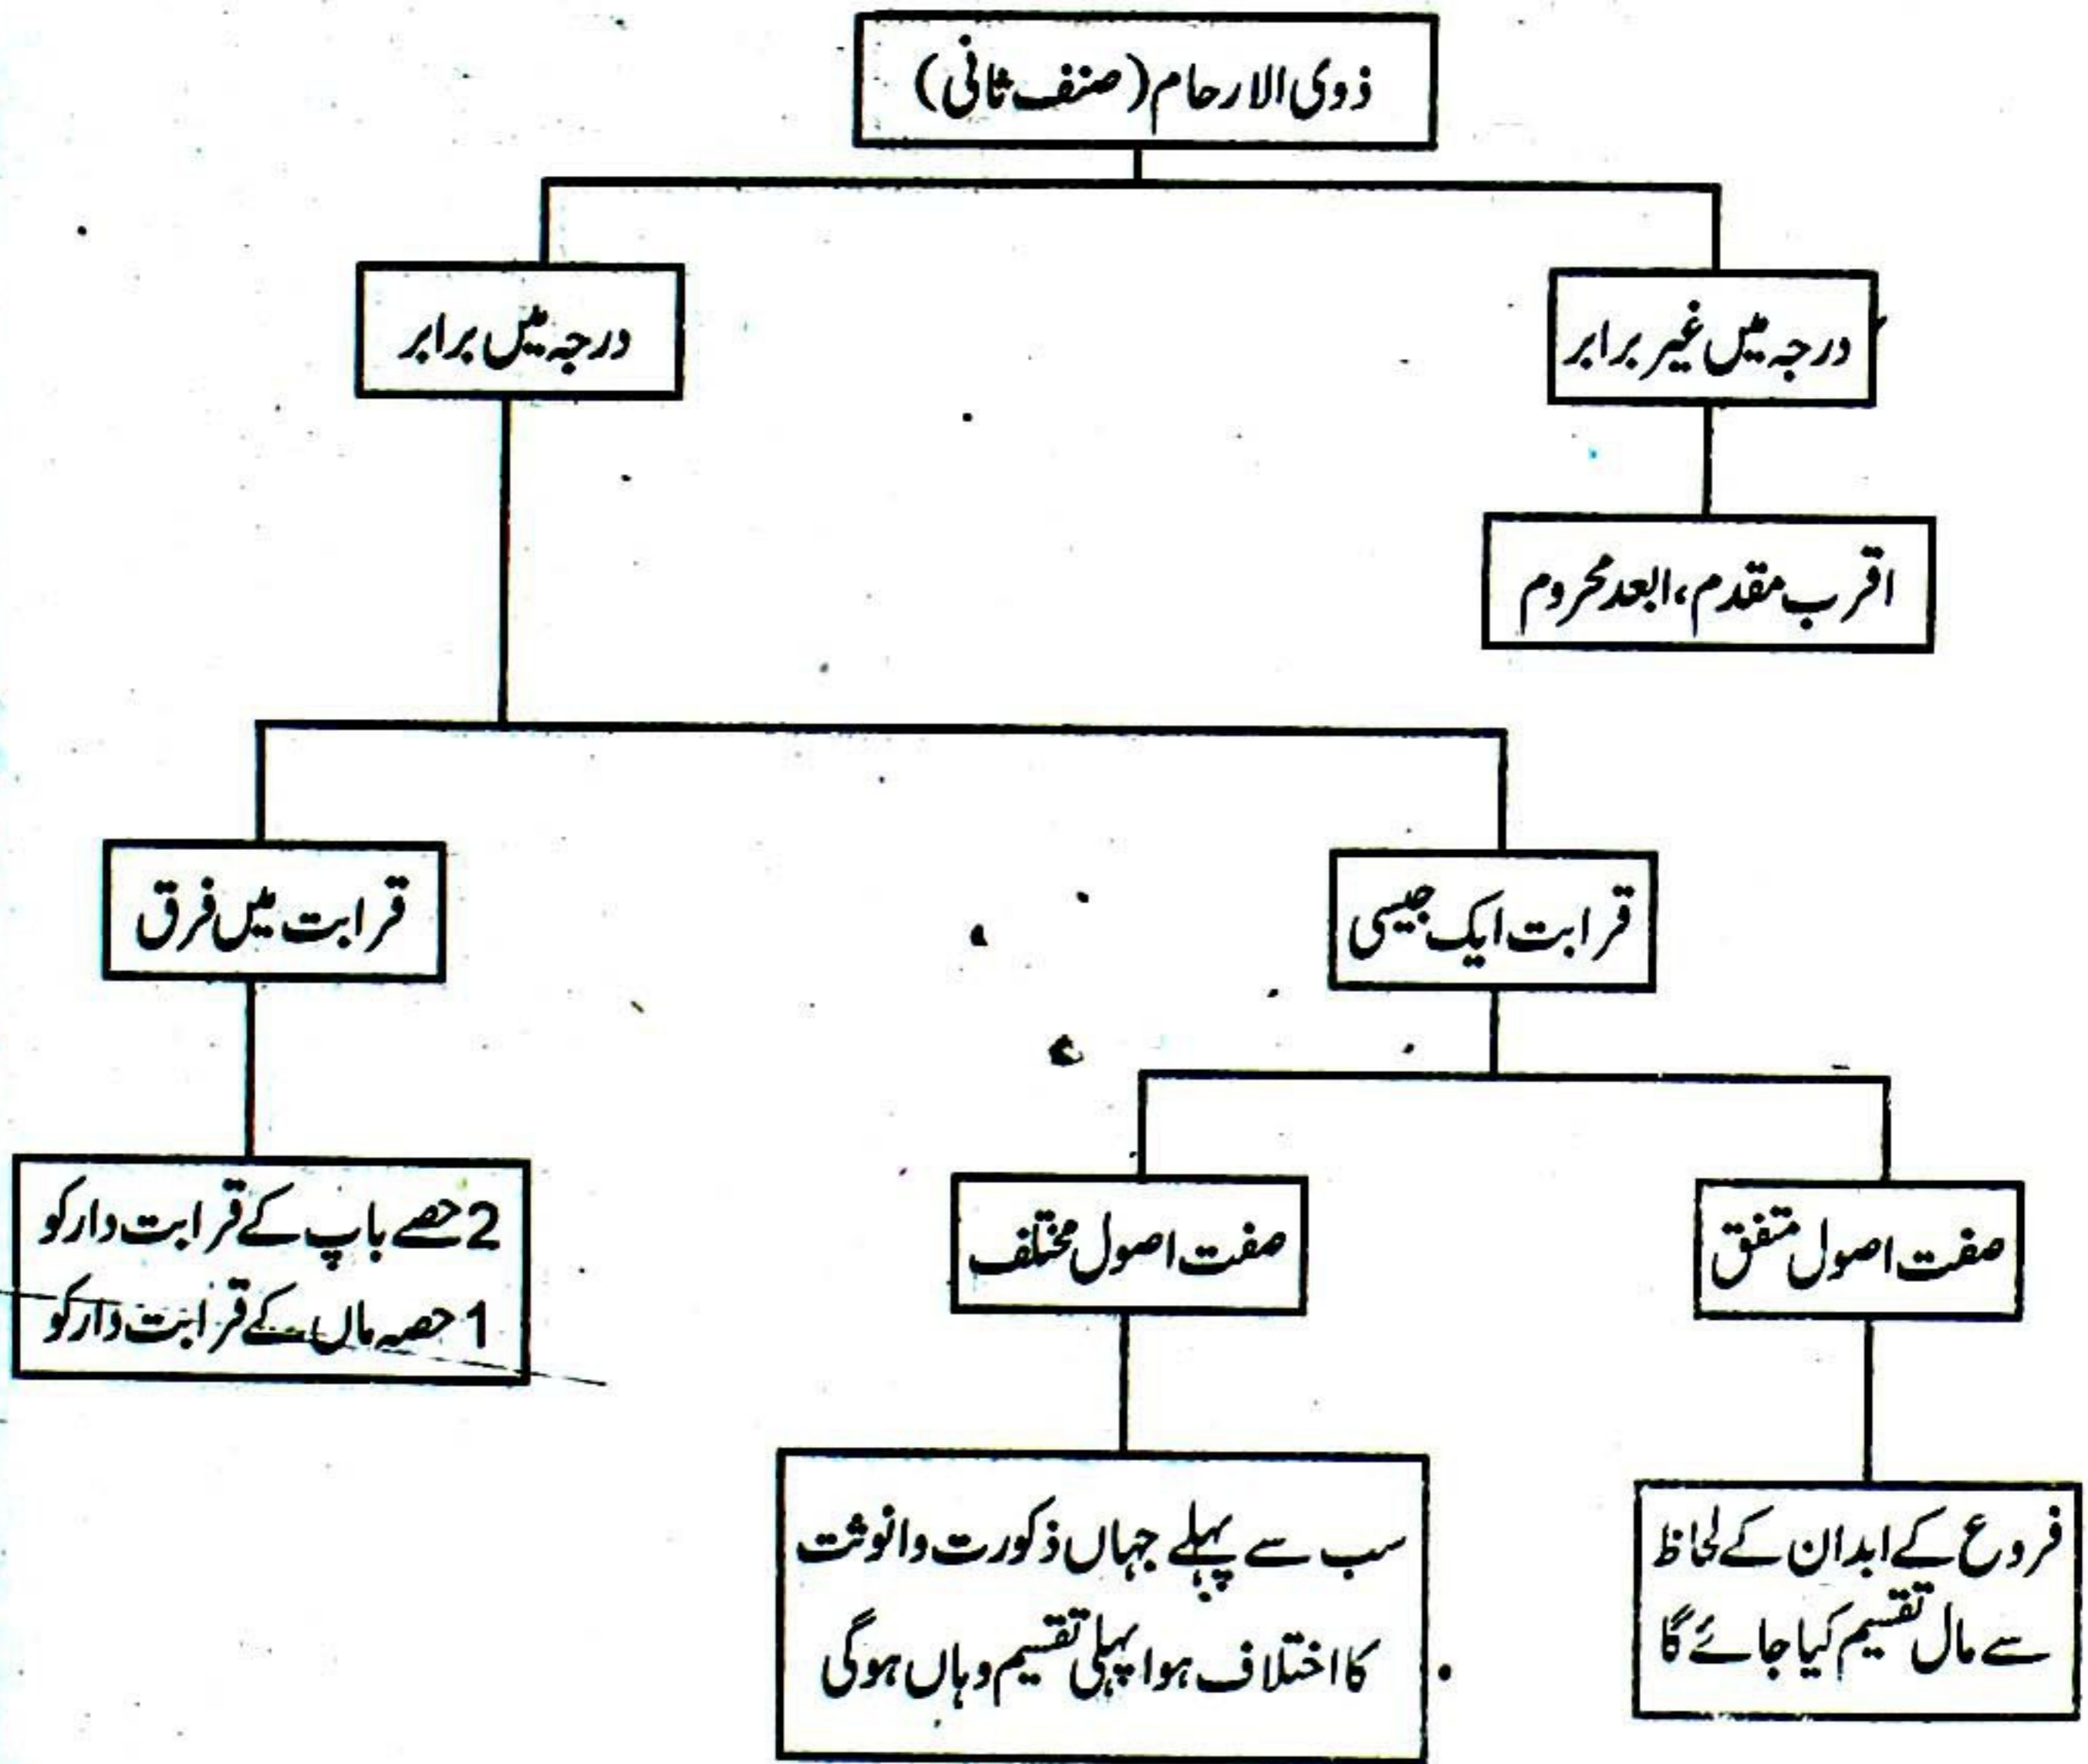 ذوی الارحام (صنف ثانی)
درجہ میں غیر برابر
درجہ میں برابر
اقرب مقدم، ابعد محروم
قرابت ایک جیسی
قرابت میں فرق
صفت اصول متفق
صفت اصول مختلف
2 حصے باپ کے قرابت دار کو
1 حصہ ماں کے قرابت دار کو
فروع کے ابدان کے لحاظ
سے مال تقسیم کیا جائے گا
سب سے پہلے جہاں ذکورت وانوثت
کا اختلاف ہوا پہلی تقسیم وہاں ہوگی